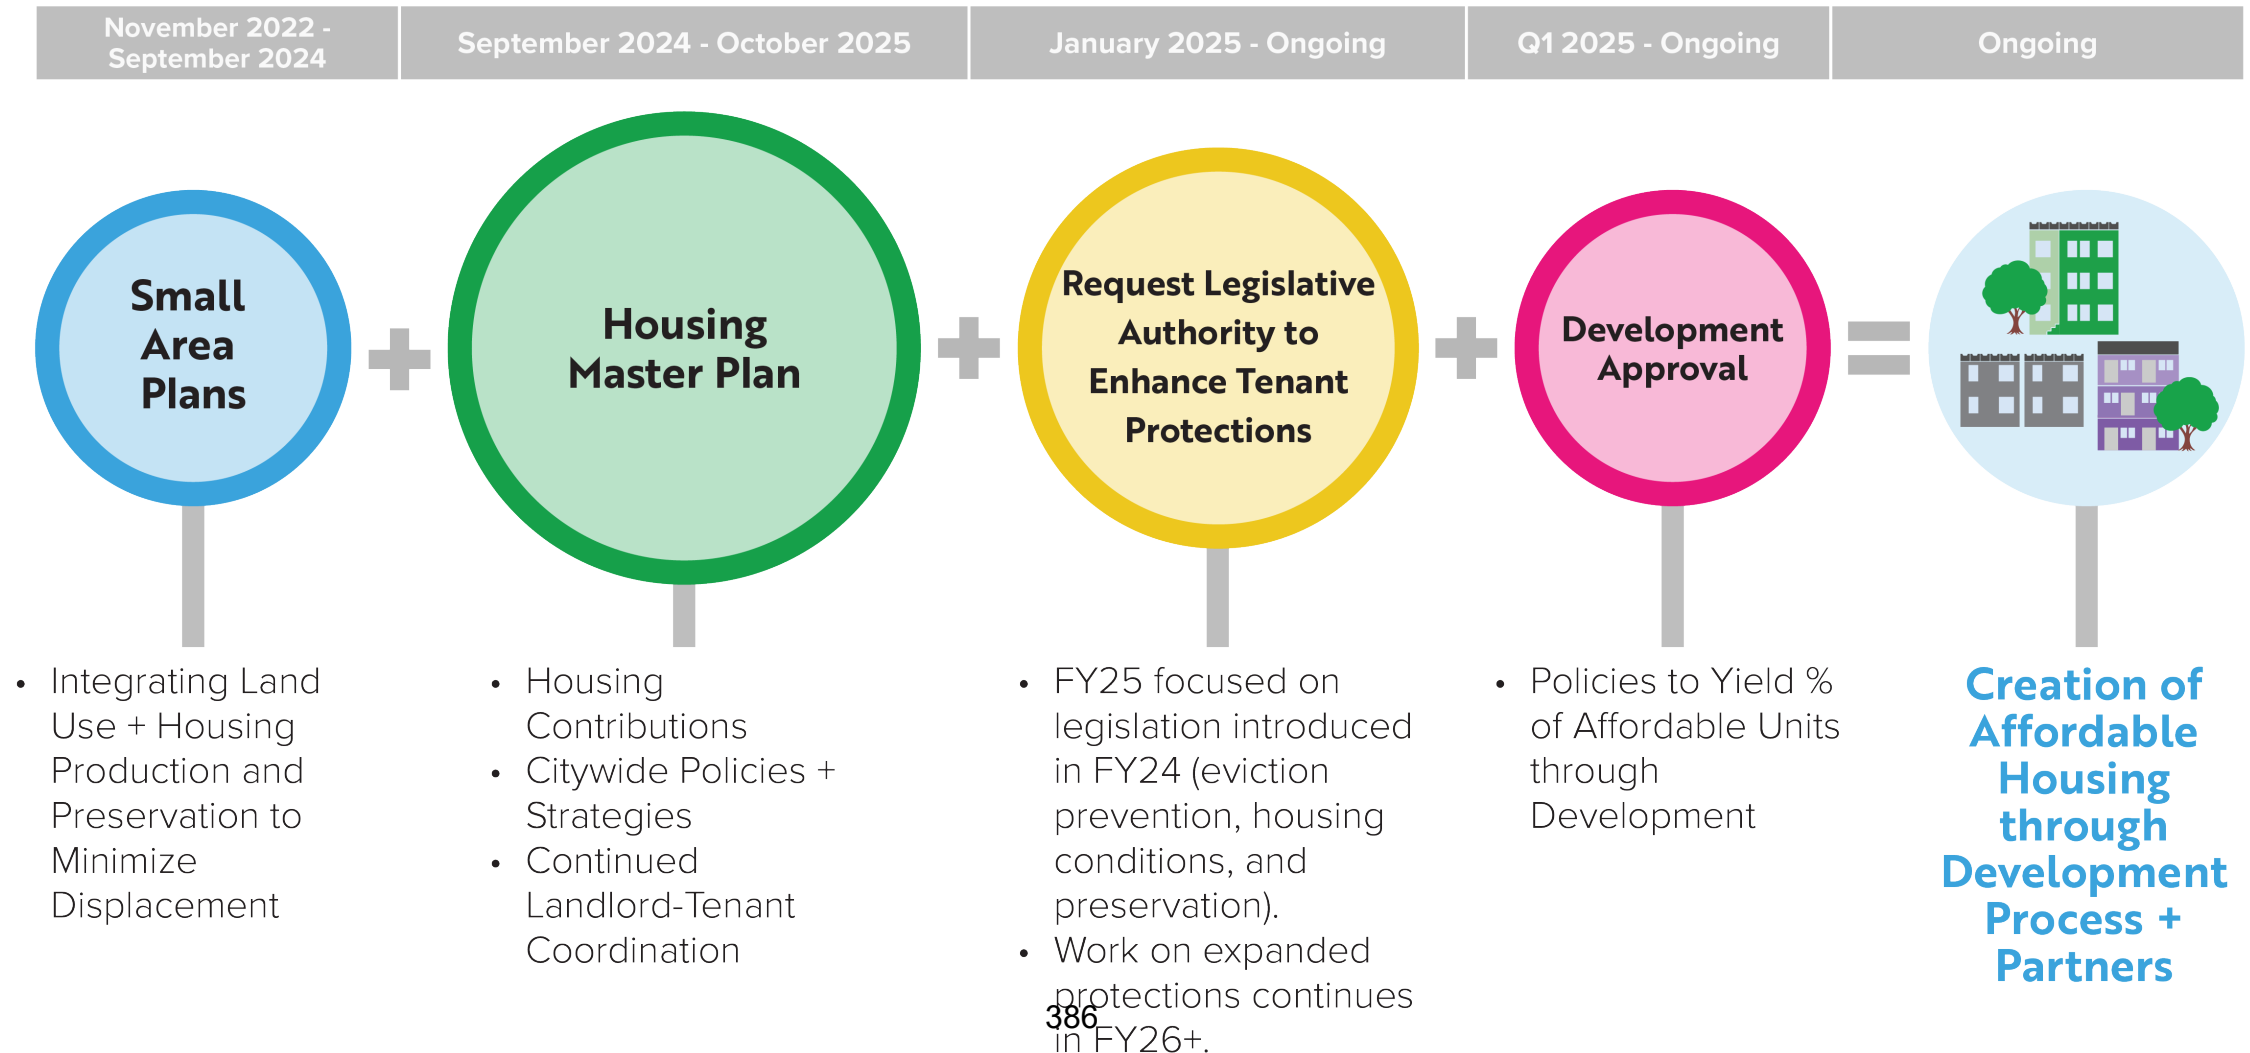 November 2022 -
September 2024
September 2024 - October 2025
January 2025 - Ongoing
Q1 2025 - Ongoing
Ongoing
Small
Area
Plans
Housing
Master Plan
Request Legislative
Authority to
Enhance Tenant
Protections
Development
Approval
• Integrating Land
Use + Housing
Production and
Preservation to
Minimize
Displacement
• Housing
Contributions
• Citywide Policies +
Strategies
• Continued
Landlord-Tenant
Coordination
• FY25 focused on
legislation introduced
in FY24 (eviction
prevention, housing
conditions, and
preservation).
• Work on expanded
protections continues
in FY26+.
• Policies to Yield %
of Affordable Units
through
Development
Creation of
Affordable
Housing
through
Development
Process +
Partners
386